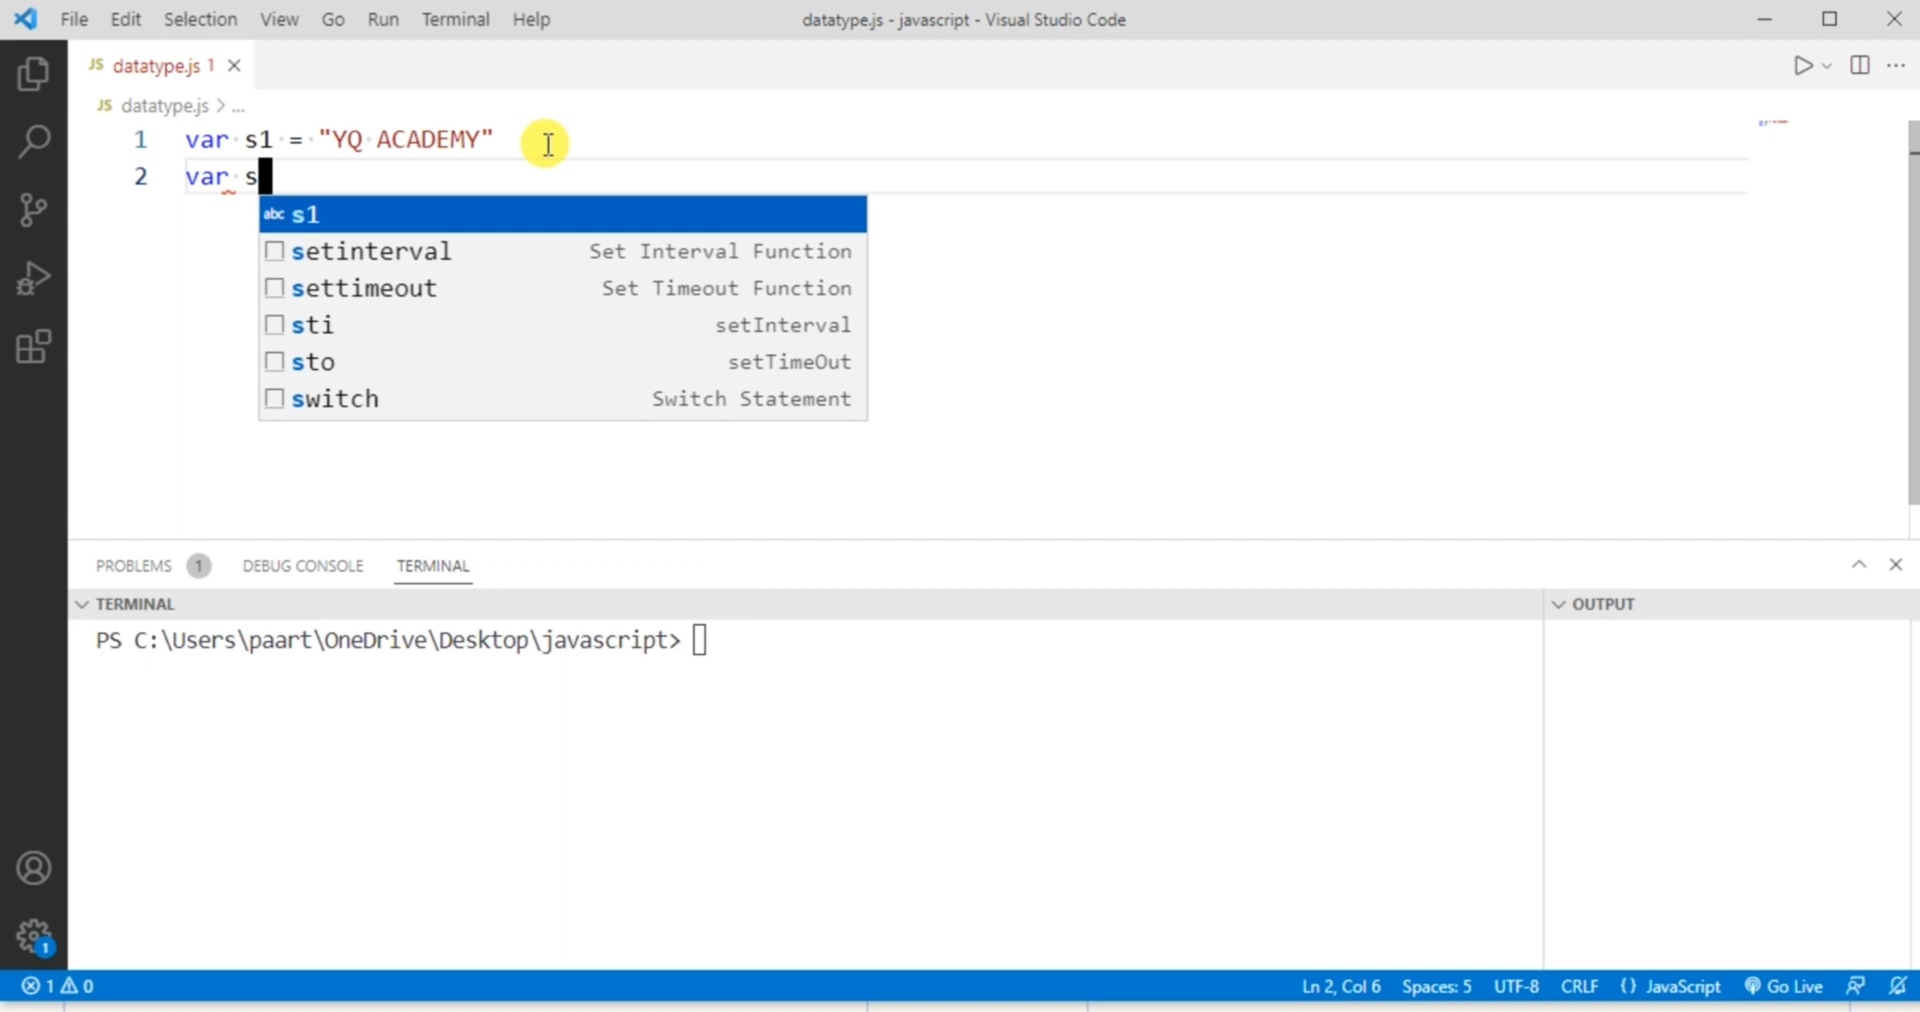 File Edit Selection View Go Run Terminal Help datatype.js - javascript - Visual Studio Code
JS datatype.js 1
JS datatype.js > ...
1 var s1 = "YQ ACADEMY"
2 var s
abc s1
setinterval Set Interval Function
settimeout Set Timeout Function
sti setInterval
sto setTimeOut
switch Switch Statement
PROBLEMS 1 DEBUG CONSOLE TERMINAL
TERMINAL OUTPUT
PS C:\Users\paart\OneDrive\Desktop\javascript>
1
1 0 Ln 2, Col 6 Spaces: 5 UTF-8 CRLF {} JavaScript Go Live